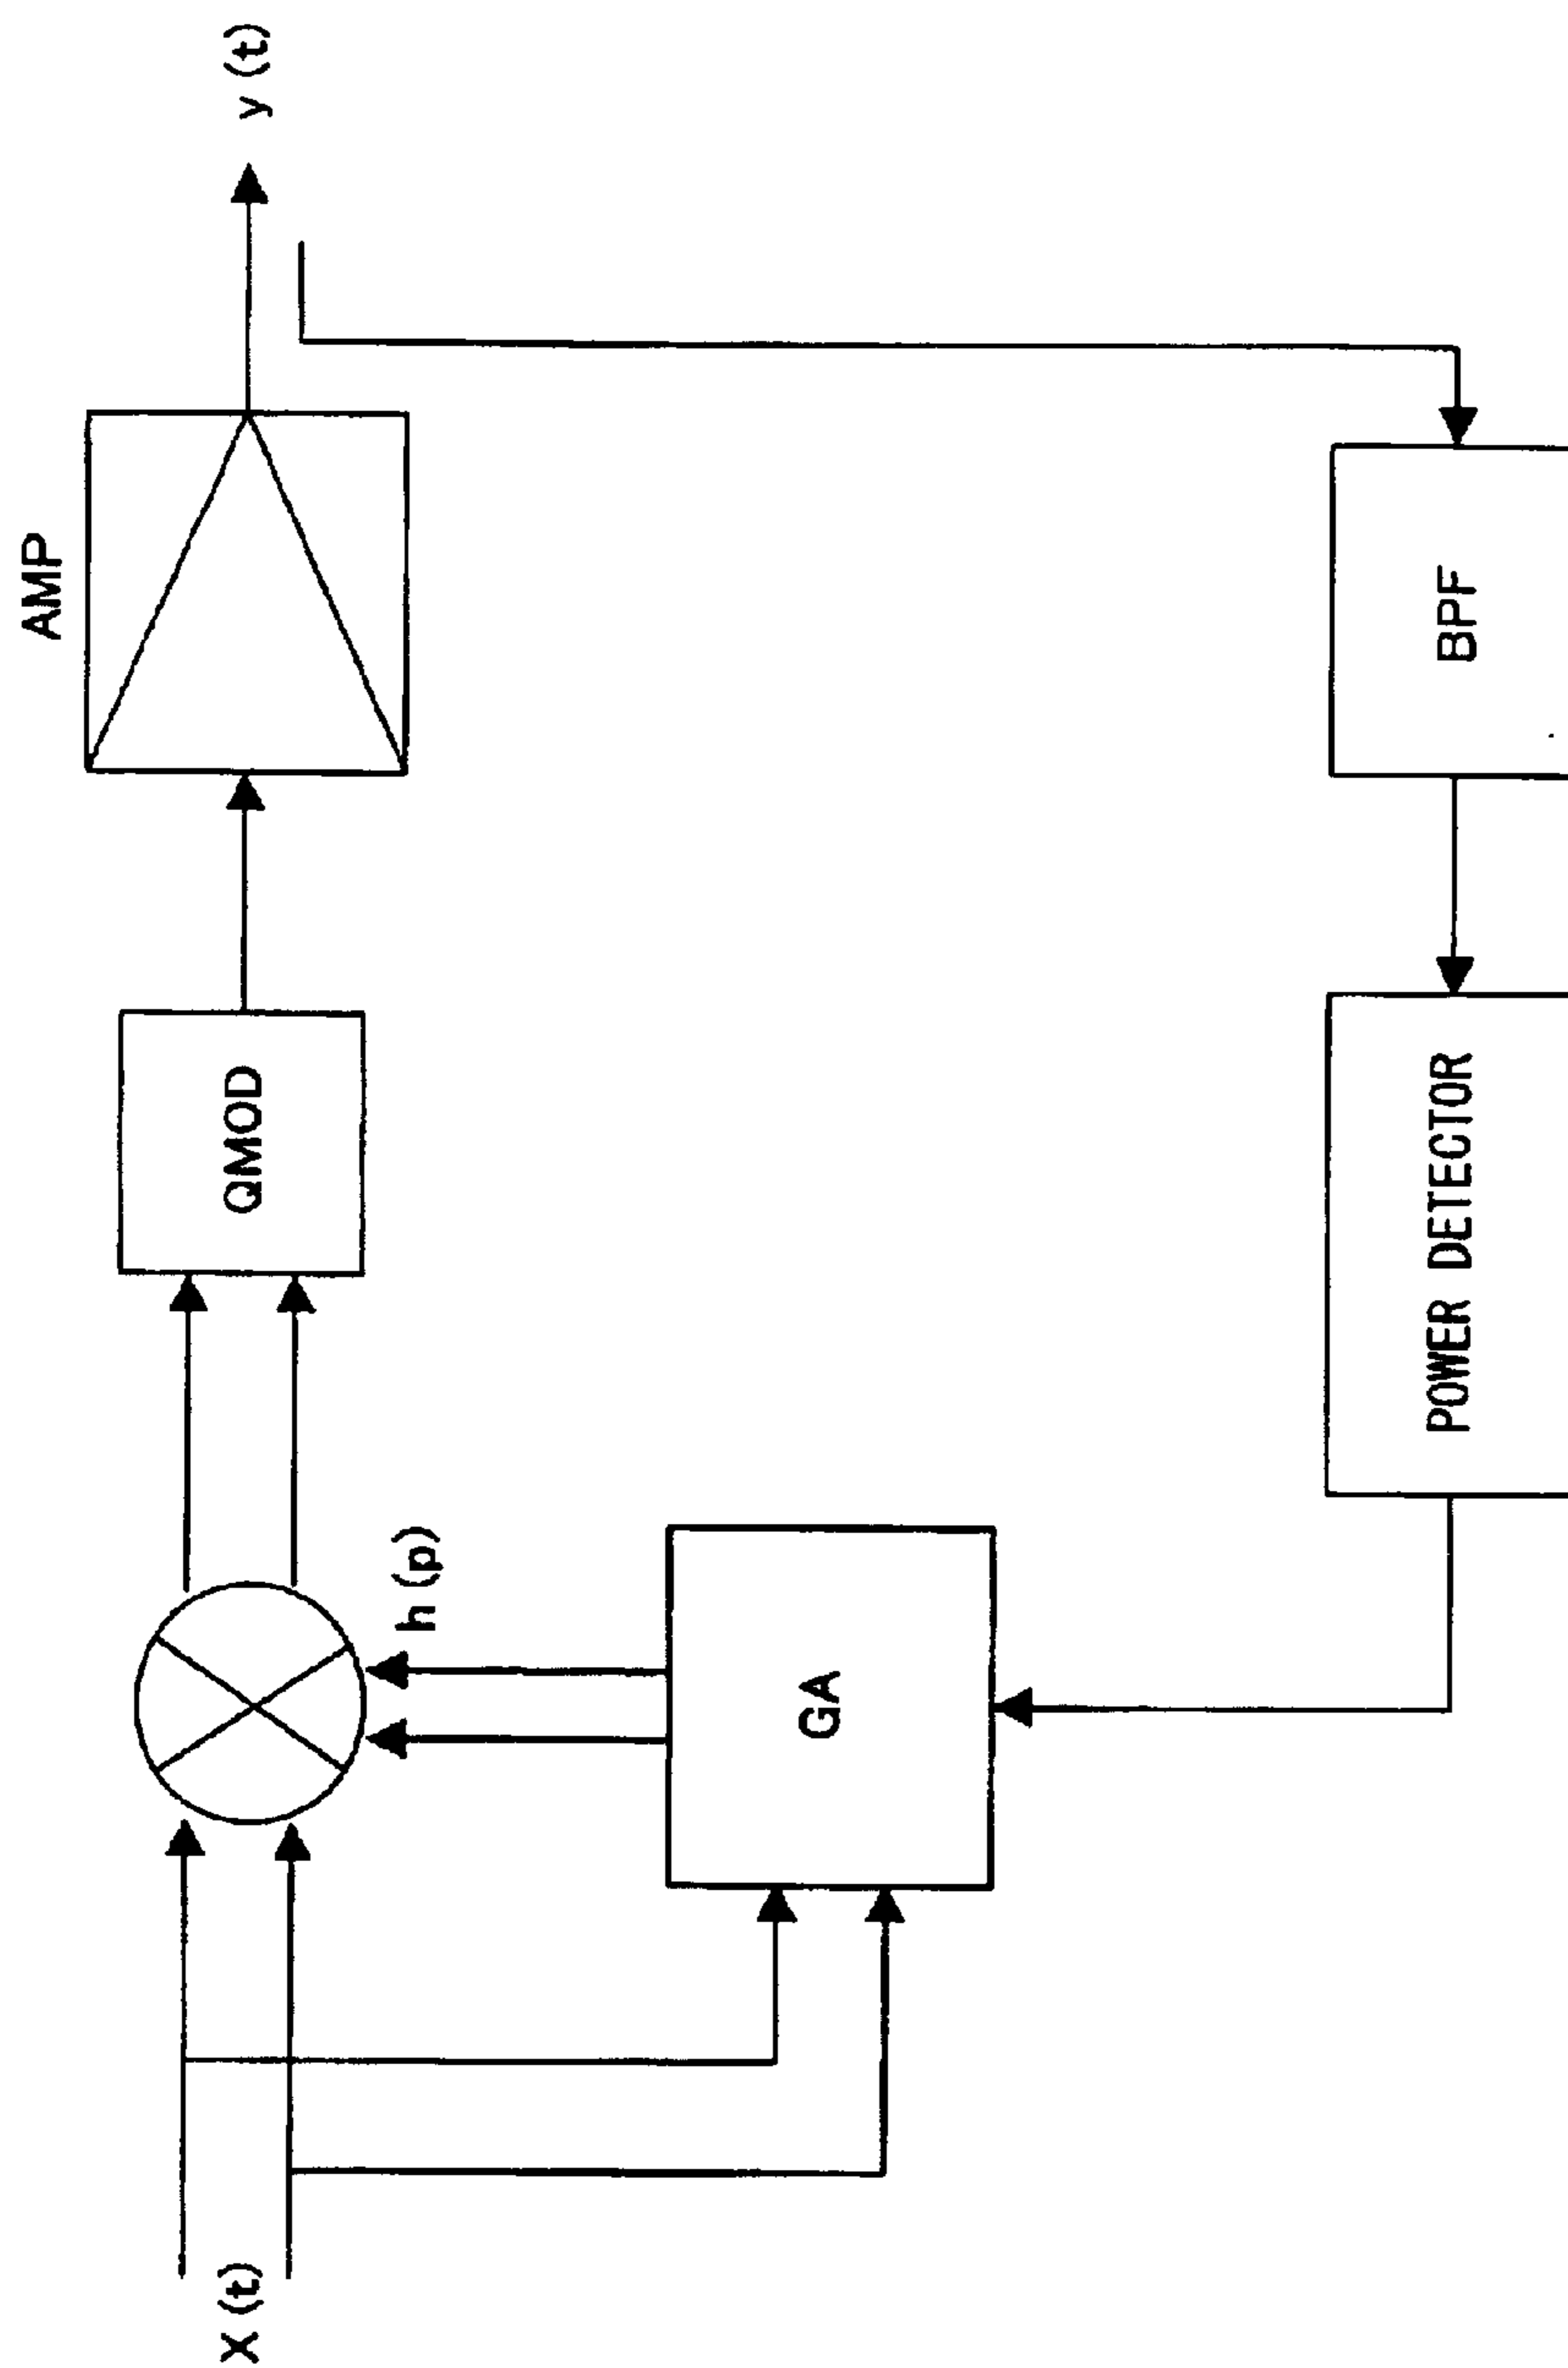 AMP
X (t)
QMOD
y (t)
h (p)
GA
POWER DETECTOR
BPF